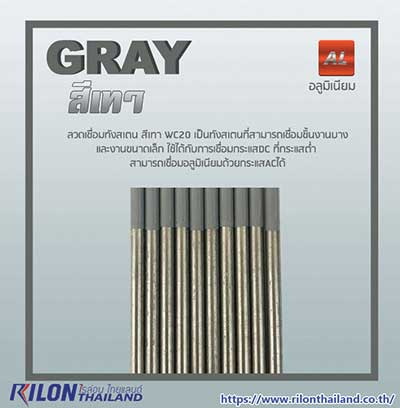 GRAY
AL
สีเทา
อลูมิเนียม
ลวดเชื่อมทังสเตน สีเทา WC20 เป็นทังสเตนที่สามารถเชื่อมชิ้นงานบาง
และงานขนาดเล็ก ใช้ได้กับการเชื่อมกระแสDC ที่กระแสต่ำ
สามารถเชื่อมอลูมิเนียมด้วยกระแสACได้
RILON ไรล่อน ไทยแลนด์
THAILAND
https://www.rilonthailand.co.th/